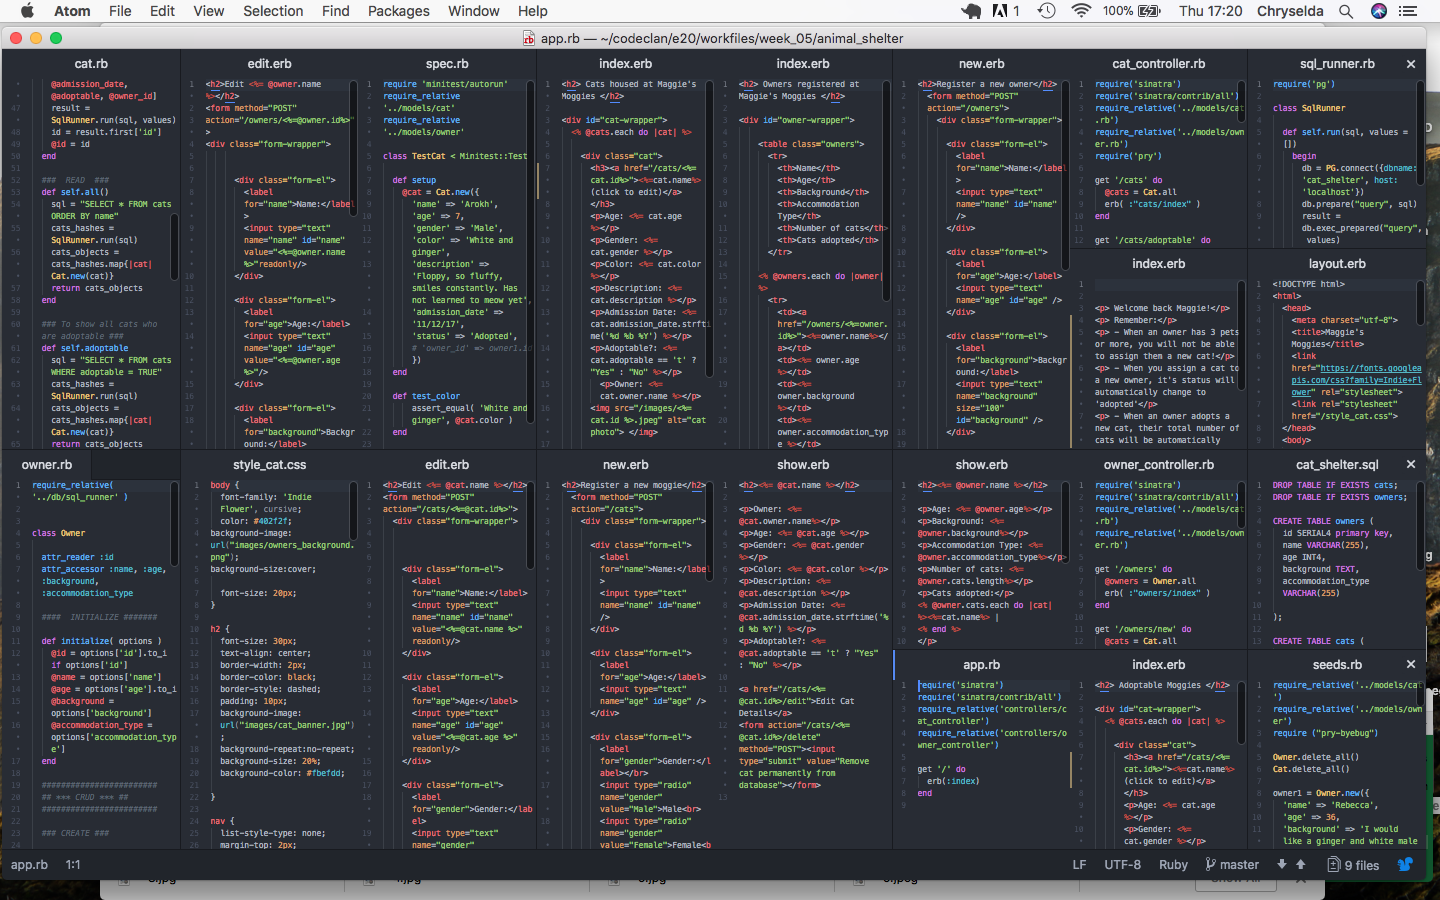 Atom File Edit View Selection Find Packages Window Help
1 100% Thu 17:20 Chryselda
app.rb — ~/codeclan/e20/workfiles/week_05/animal_shelter
cat.rb
@admission_date,
@adoptable, @owner_id]
result =
SqlRunner.run(sql, values)
id = result.first['id']
@id = id
end
### READ ###
def self.all()
sql = "SELECT * FROM cats
ORDER BY name"
cats_hashes =
SqlRunner.run(sql)
cats_objects =
cats_hashes.map{|cat|
Cat.new(cat)}
return cats_objects
end
### To show all cats who
are adoptable ###
def self.adoptable
sql = "SELECT * FROM cats
WHERE adoptable = TRUE"
cats_hashes =
SqlRunner.run(sql)
cats_objects =
cats_hashes.map{|cat|
Cat.new(cat)}
return cats_objects
edit.erb
<h2>Edit <%= @owner.name
%></h2>
<form method="POST"
action="/owners/<%=@owner.id%>"
>
<div class="form-wrapper">
<div class="form-el">
<label
for="name">Name:</label
>
<input type="text"
name="name" id="name"
value="<%=@owner.name
%>"readonly/>
</div>
<div class="form-el">
<label
for="age">Age:</label>
<input type="text"
name="age" id="age"
value="<%=@owner.age
%>"/>
</div>
<div class="form-el">
<label
for="background">Backgr
ound:</label>
spec.rb
require 'minitest/autorun'
require_relative
'../models/cat'
require_relative
'../models/owner'
class TestCat < Minitest::Test
def setup
@cat = Cat.new({
'name' => 'Arokh',
'age' => 7,
'gender' => 'Male',
'color' => 'White and
ginger',
'description' =>
'Floppy, so fluffy,
smiles constantly. Has
not learned to meow yet',
'admission_date' =>
'11/12/17',
'status' => 'Adopted',
# 'owner_id' => owner1.id
})
end
def test_color
assert_equal( 'White and
ginger', @cat.color )
end
index.erb
<h2> Cats housed at Maggie's
Moggies </h2>
<div id="cat-wrapper">
<% @cats.each do |cat| %>
<div class="cat">
<h3><a href="/cats/<%=
cat.id%>"><%=cat.name%>
(click to edit)</a>
</h3>
<p>Age: <%= cat.age
%></p>
<p>Gender: <%=
cat.gender %></p>
<p>Color: <%= cat.color
%></p>
<p>Description: <%=
cat.description %></p>
<p>Admission Date: <%=
cat.admission_date.strfti
me('%d %b %Y') %></p>
<p>Adoptable?: <%=
cat.adoptable == 't' ?
"Yes" : "No" %></p>
<p>Owner: <%=
cat.owner.name %></p>
<img src="/images/<%=
cat.id %>.jpeg" alt="cat
photo"> </img>
index.erb
<h2> Owners registered at
Maggie's Moggies </h2>
<div id="owner-wrapper">
<table class="owners">
<tr>
<th>Name</th>
<th>Age</th>
<th>Background</th>
<th>Accommodation
Type</th>
<th>Number of cats</th>
<th>Cats adopted</th>
</tr>
<% @owners.each do |owner|
%>
<tr>
<td><a
href="/owners/<%=owner.
id%>"><%=owner.name%></
a></td>
<td><%= owner.age
%></td>
<td><%=
owner.background
%></td>
<td><%=
owner.accommodation_typ
e %></td>
new.erb
<h2>Register a new owner</h2>
<form method="POST"
action="/owners">
<div class="form-wrapper">
<div class="form-el">
<label
for="name">Name:</label
>
<input type="text"
name="name" id="name"
/>
</div>
<div class="form-el">
<label
for="age">Age:</label>
<input type="text"
name="age" id="age" />
</div>
<div class="form-el">
<label
for="background">Backgr
ound:</label>
<input type="text"
name="background"
size="100"
id="background" />
</div>
cat_controller.rb
require('sinatra')
require('sinatra/contrib/all')
require_relative('../models/cat
.rb')
require_relative('../models/own
er.rb')
require('pry')
get '/cats' do
@cats = Cat.all
erb( :"cats/index" )
end
get '/cats/adoptable' do
sql_runner.rb
require('pg')
class SqlRunner
def self.run(sql, values =
[])
begin
db = PG.connect({dbname:
'cat_shelter', host:
'localhost'})
db.prepare("query", sql)
result =
db.exec_prepared("query",
values)
index.erb
<p> Welcome back Maggie!</p>
<p> Remember:</p>
<p> - When an owner has 3 pets
or more, you will not be able
to assign them a new cat!</p>
<p> - When you assign a cat to
a new owner, it's status will
automatically change to
'adopted'</p>
<p> - When an owner adopts a
new cat, their total number of
cats will be automatically
layout.erb
<!DOCTYPE html>
<html>
<head>
<meta charset="utf-8">
<title>Maggie's
Moggies</title>
<link
href="https://fonts.googlea
pis.com/css?family=Indie+Fl
ower" rel="stylesheet">
<link rel="stylesheet"
href="/style_cat.css">
</head>
<body>
owner.rb
require_relative(
'../db/sql_runner' )
class Owner
attr_reader :id
attr_accessor :name, :age,
:background,
:accommodation_type
#### INITIALIZE #######
def initialize( options )
@id = options['id'].to_i
if options['id']
@name = options['name']
@age = options['age'].to_i
@background =
options['background']
@accommodation_type =
options['accommodation_typ
e']
end
########################
## *** CRUD *** ##
########################
### CREATE ###
style_cat.css
body {
font-family: 'Indie
Flower', cursive;
color: #402f2f;
background-image:
url("images/owners_background.
png");
background-size:cover;
font-size: 20px;
}
h2 {
font-size: 30px;
text-align: center;
border-width: 2px;
border-color: black;
border-style: dashed;
padding: 10px;
background-image:
url("images/cat_banner.jpg")
;
background-repeat:no-repeat;
background-size: 20%;
background-color: #fbefdd;
}
nav {
list-style-type: none;
margin-top: 2px;
edit.erb
<h2>Edit <%= @cat.name %></h2>
<form method="POST"
action="/cats/<%=@cat.id%>">
<div class="form-wrapper">
<div class="form-el">
<label
for="name">Name:</label>
<input type="text"
name="name" id="name"
value="<%=@cat.name %>"
readonly/>
</div>
<div class="form-el">
<label
for="age">Age:</label>
<input type="text"
name="age" id="age"
value="<%=@cat.age %>"
readonly/>
</div>
<div class="form-el">
<label
for="gender">Gender:</lab
el>
<input type="text"
name="gender"
new.erb
<h2>Register a new moggie</h2>
<form method="POST"
action="/cats">
<div class="form-wrapper">
<div class="form-el">
<label
for="name">Name:</label
>
<input type="text"
name="name" id="name"
/>
</div>
<div class="form-el">
<label
for="age">Age:</label>
<input type="text"
name="age" id="age" />
</div>
<div class="form-el">
<label
for="gender">Gender:</l
abel></br>
<input type="radio"
name="gender"
value="Male">Male<br>
<input type="radio"
name="gender"
value="Female">Female<b
show.erb
<h2><%= @cat.name %></h2>
<p>Owner: <%=
@cat.owner.name%></p>
<p>Age: <%= @cat.age %></p>
<p>Gender: <%= @cat.gender
%></p>
<p>Color: <%= @cat.color %></p>
<p>Description: <%=
@cat.description %></p>
<p>Admission Date: <%=
@cat.admission_date.strftime('%
d %b %Y') %></p>
<p>Adoptable?: <%=
@cat.adoptable == 't' ? "Yes"
: "No" %></p>
<a href="/cats/<%=
@cat.id%>/edit">Edit Cat
Details</a>
<form action="/cats/<%=
@cat.id%>/delete"
method="POST"><input
type="submit" value="Remove
cat permanently from
database"></form>
show.erb
<h2><%= @owner.name %></h2>
<p>Age: <%= @owner.age%></p>
<p>Background: <%=
@owner.background%></p>
<p>Accommodation Type: <%=
@owner.accommodation_type%></p>
<p>Number of cats: <%=
@owner.cats.length%></p>
<p>Cats adopted:</p>
<% @owner.cats.each do |cat|
%><%=cat.name%> |
<% end %>
</p>
owner_controller.rb
require('sinatra')
require('sinatra/contrib/all')
require_relative('../models/cat
.rb')
require_relative('../models/own
er.rb')
get '/owners' do
@owners = Owner.all
erb( :"owners/index" )
end
get '/owners/new' do
@cats = Cat.all
cat_shelter.sql
DROP TABLE IF EXISTS cats;
DROP TABLE IF EXISTS owners;
CREATE TABLE owners (
id SERIAL4 primary key,
name VARCHAR(255),
age INT4,
background TEXT,
accommodation_type
VARCHAR(255)
);
CREATE TABLE cats (
app.rb
require('sinatra')
require('sinatra/contrib/all')
require_relative('controllers/c
at_controller')
require_relative('controllers/o
wner_controller')
get '/' do
erb(:index)
end
index.erb
<h2> Adoptable Moggies </h2>
<div id="cat-wrapper">
<% @cats.each do |cat| %>
<div class="cat">
<h3><a href="/cats/<%=
cat.id%>"><%=cat.name%>
(click to edit)</a>
</h3>
<p>Age: <%= cat.age
%></p>
<p>Gender: <%=
cat.gender %></p>
seeds.rb
require_relative('../models/cat'
)
require_relative('../models/own
er')
require ("pry-byebug")
Owner.delete_all()
Cat.delete_all()
owner1 = Owner.new({
'name' => 'Rebecca',
'age' => 36,
'background' => 'I would
like a ginger and white male
app.rb 1:1 LF UTF-8 Ruby master 9 files